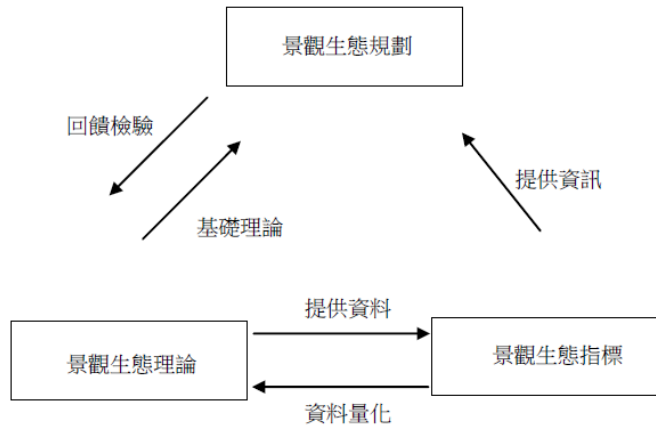 景觀生態規劃
回饋檢驗
提供資訊
基礎理論
提供資料
景觀生態理論
景觀生態指標
資料量化